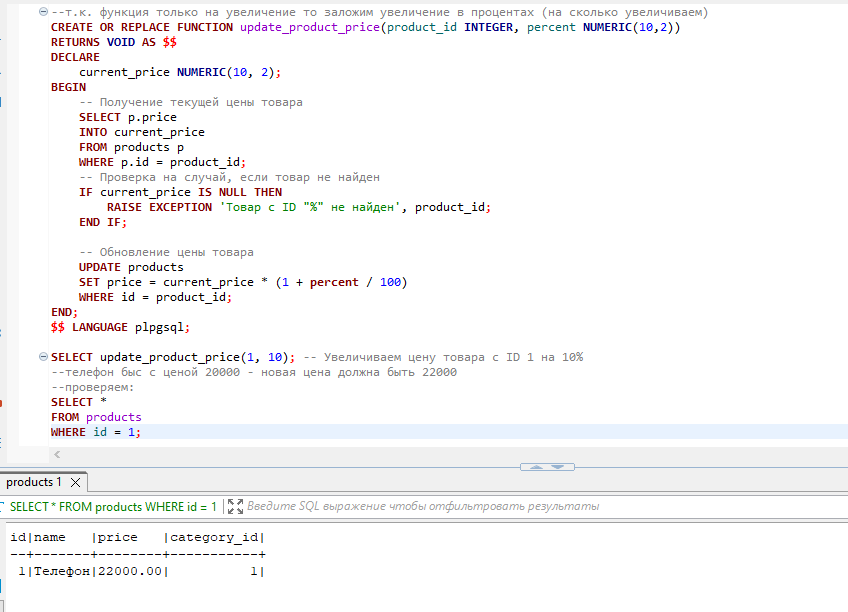 --т.к. функция только на увеличение то заложим увеличение в процентах (на сколько увеличиваем)
CREATE OR REPLACE FUNCTION update_product_price(product_id INTEGER, percent NUMERIC(10,2))
RETURNS VOID AS $$
DECLARE
    current_price NUMERIC(10, 2);
BEGIN
    -- Получение текущей цены товара
    SELECT p.price
    INTO current_price
    FROM products p
    WHERE p.id = product_id;
    -- Проверка на случай, если товар не найден
    IF current_price IS NULL THEN
        RAISE EXCEPTION 'Товар с ID "%" не найден', product_id;
    END IF;

    -- Обновление цены товара
    UPDATE products
    SET price = current_price * (1 + percent / 100)
    WHERE id = product_id;
END;
$$ LANGUAGE plpgsql;

SELECT update_product_price(1, 10); -- Увеличиваем цену товара с ID 1 на 10%
--телефон быс с ценой 20000 - новая цена должна быть 22000
--проверяем:
SELECT *
FROM products
WHERE id = 1;
products 1
SELECT * FROM products WHERE id = 1
Введите SQL выражение чтобы отфильтровать результаты
id|name   |price   |category_id|
--+-------+--------+-----------+
 1|Телефон|22000.00|          1|